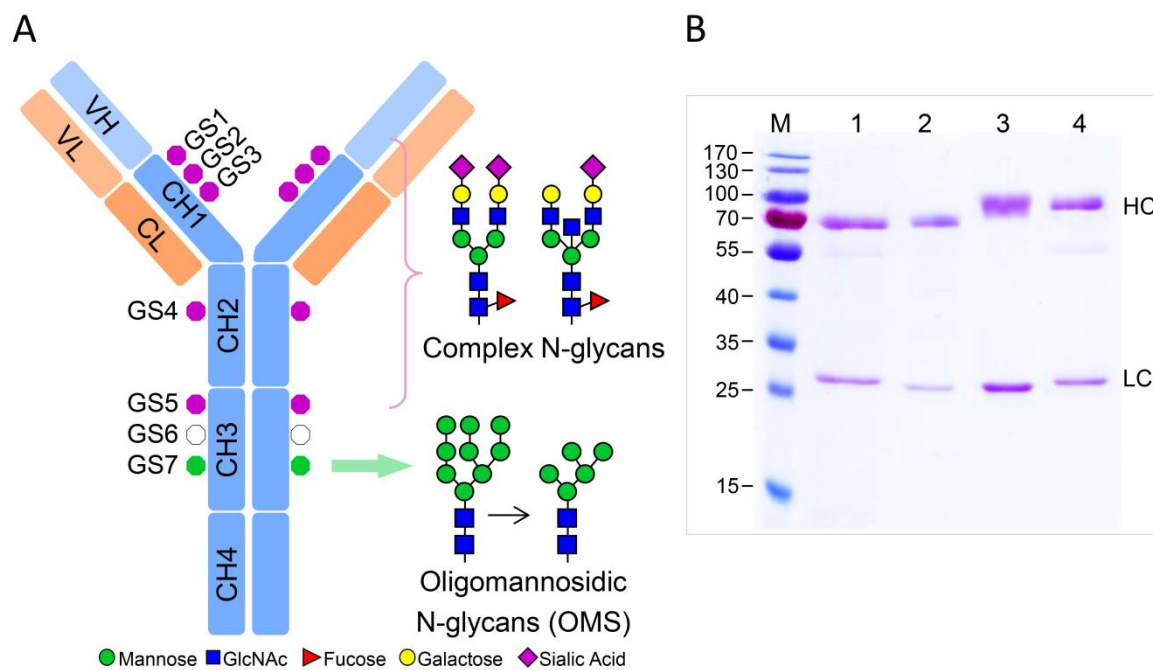 A
VH
VL
GS1
GS2
GS3
CH1
CL
GS4
CH2
Complex N-glycans
GS5
GS6
CH3
GS7
CH4
Oligomannosidic
N-glycans (OMS)
Mannose GlcNAc Fucose Galactose Sialic Acid
B
M 1 2 3 4
170
130
100
70
HC
55
40
35
25
LC
15